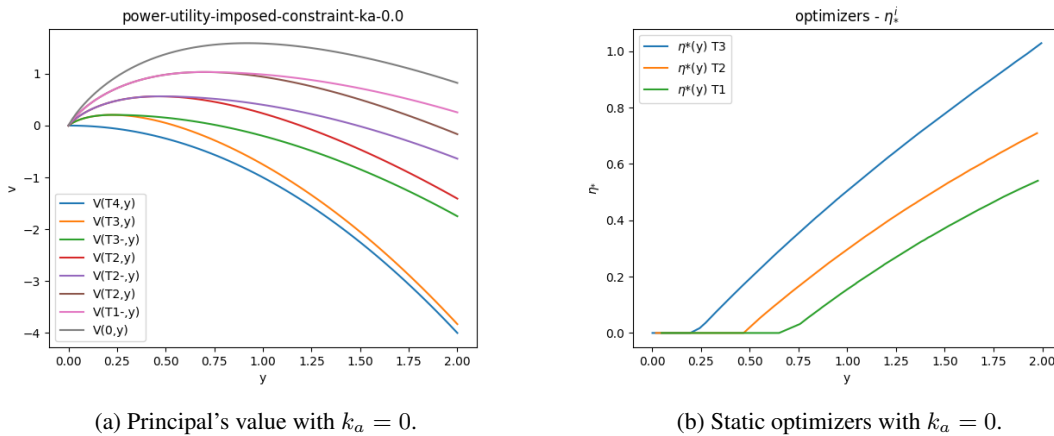 power-utility-imposed-constraint-ka-0.0
v
1
0
−1
−2
−3
−4
V(T4,y)
V(T3,y)
V(T3-,y)
V(T2,y)
V(T2-,y)
V(T2,y)
V(T1-,y)
V(0,y)
0.00 0.25 0.50 0.75 1.00 1.25 1.50 1.75 2.00
y
(a) Principal's value with $k_a = 0$.
optimizers - $\eta_*^i$
η*
1.0
0.8
0.6
0.4
0.2
0.0
η*(y) T3
η*(y) T2
η*(y) T1
0.00 0.25 0.50 0.75 1.00 1.25 1.50 1.75 2.00
y
(b) Static optimizers with $k_a = 0$.